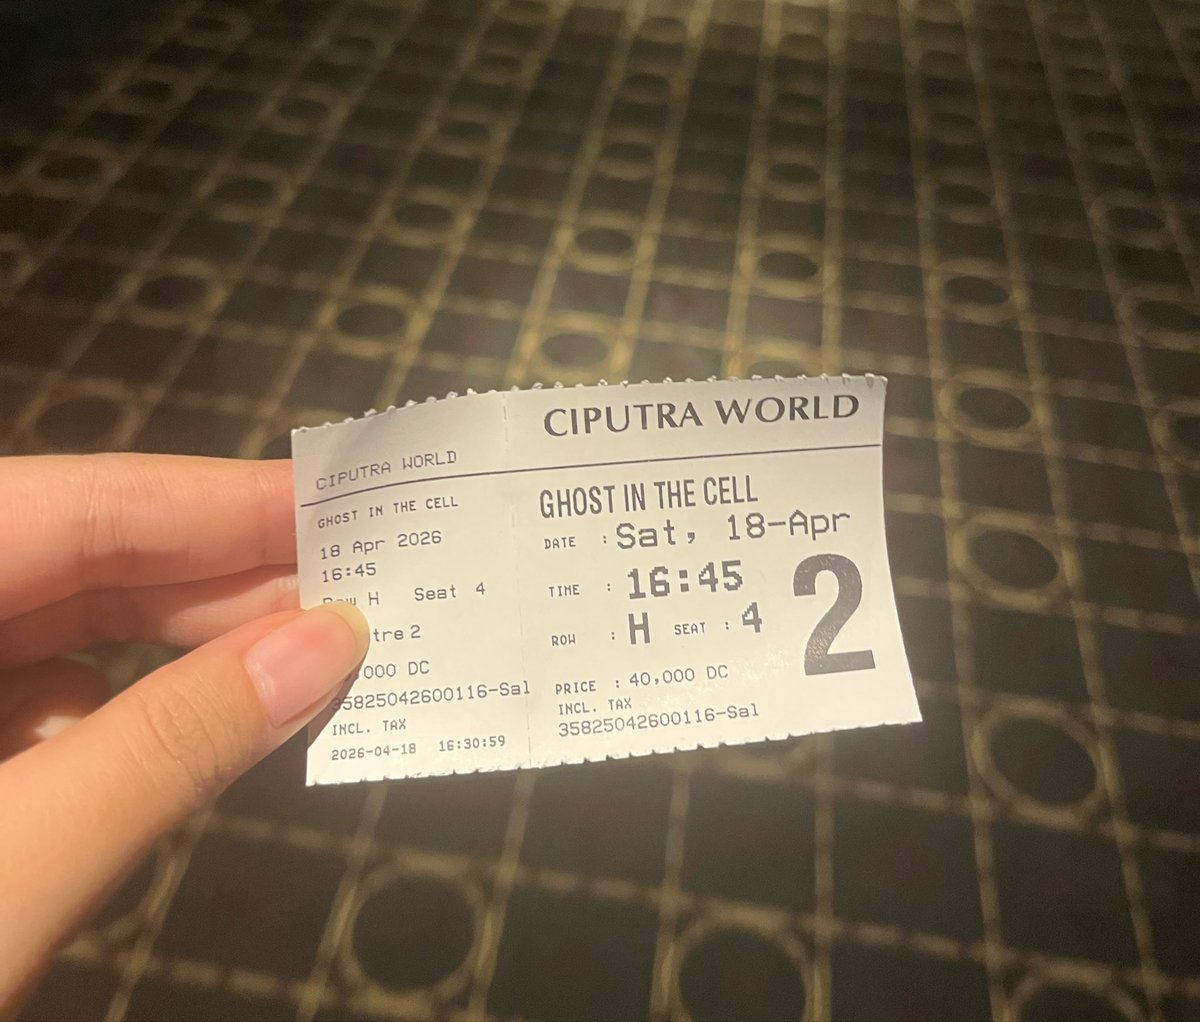 CIPUTRA WORLD
GHOST IN THE CELL
18 Apr 2026
16:45
H Seat 4
2
DC
35825042600116-Sal
INCL. TAX
2026-04-18 16:30:59
CIPUTRA WORLD
GHOST IN THE CELL
DATE : Sat, 18-Apr
TIME : 16:45
ROW : H SEAT : 4
2
PRICE : 40,000 DC
INCL. TAX
35825042600116-Sal